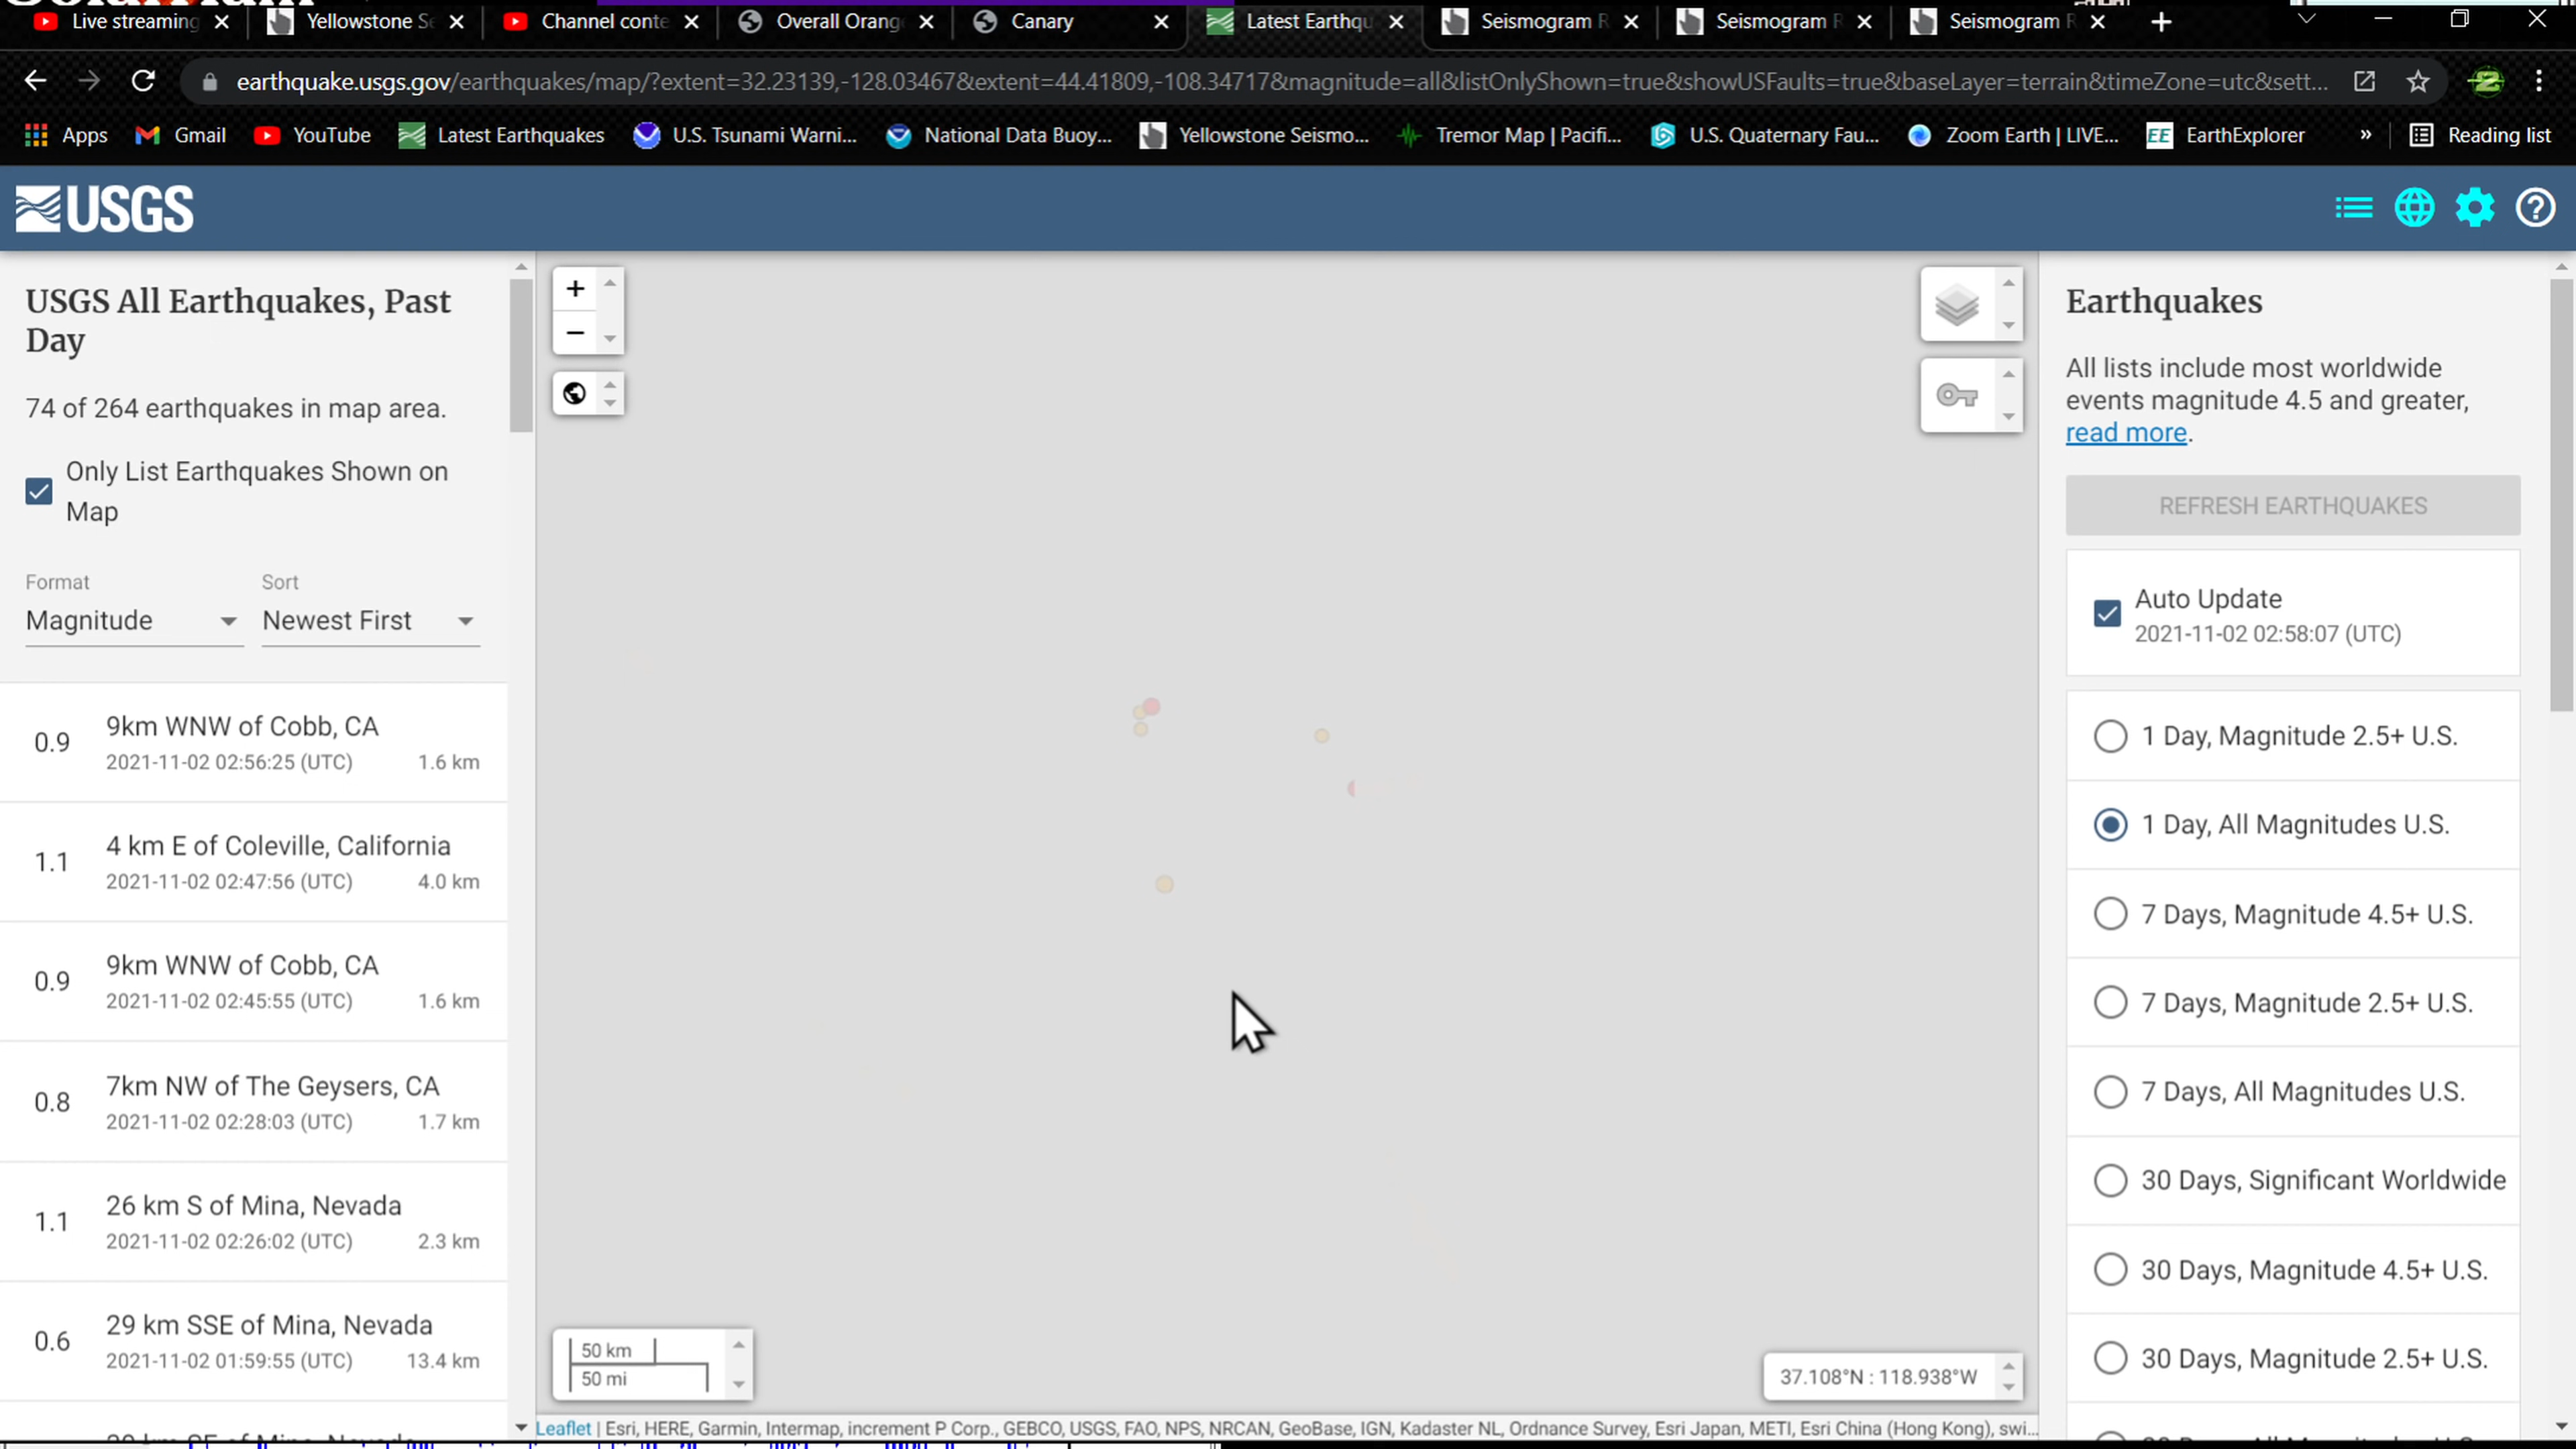 Live streaming
Yellowstone Se
Channel conte
Overall Orang
Canary
Latest Earthqu
Seismogram R
Seismogram R
Seismogram R
earthquake.usgs.gov/earthquakes/map/?extent=32.23139,-128.03467&extent=44.41809,-108.34717&magnitude=all&listOnlyShown=true&showUSFaults=true&baseLayer=terrain&timeZone=utc&sett...
Apps
Gmail
YouTube
Latest Earthquakes
U.S. Tsunami Warni...
National Data Buoy...
Yellowstone Seismo...
Tremor Map | Pacifi...
U.S. Quaternary Fau...
Zoom Earth | LIVE...
EE EarthExplorer
»
Reading list
USGS
USGS All Earthquakes, Past
Day
74 of 264 earthquakes in map area.
Only List Earthquakes Shown on
Map
Format
Magnitude
Sort
Newest First
0.9
9km WNW of Cobb, CA
2021-11-02 02:56:25 (UTC) 1.6 km
1.1
4 km E of Coleville, California
2021-11-02 02:47:56 (UTC) 4.0 km
0.9
9km WNW of Cobb, CA
2021-11-02 02:45:55 (UTC) 1.6 km
0.8
7km NW of The Geysers, CA
2021-11-02 02:28:03 (UTC) 1.7 km
1.1
26 km S of Mina, Nevada
2021-11-02 02:26:02 (UTC) 2.3 km
0.6
29 km SSE of Mina, Nevada
2021-11-02 01:59:55 (UTC) 13.4 km
+
−
50 km
50 mi
37.108°N : 118.938°W
Leaflet | Esri, HERE, Garmin, Intermap, increment P Corp., GEBCO, USGS, FAO, NPS, NRCAN, GeoBase, IGN, Kadaster NL, Ordnance Survey, Esri Japan, METI, Esri China (Hong Kong), swi...
Earthquakes
All lists include most worldwide
events magnitude 4.5 and greater,
read more.
REFRESH EARTHQUAKES
Auto Update
2021-11-02 02:58:07 (UTC)
1 Day, Magnitude 2.5+ U.S.
1 Day, All Magnitudes U.S.
7 Days, Magnitude 4.5+ U.S.
7 Days, Magnitude 2.5+ U.S.
7 Days, All Magnitudes U.S.
30 Days, Significant Worldwide
30 Days, Magnitude 4.5+ U.S.
30 Days, Magnitude 2.5+ U.S.